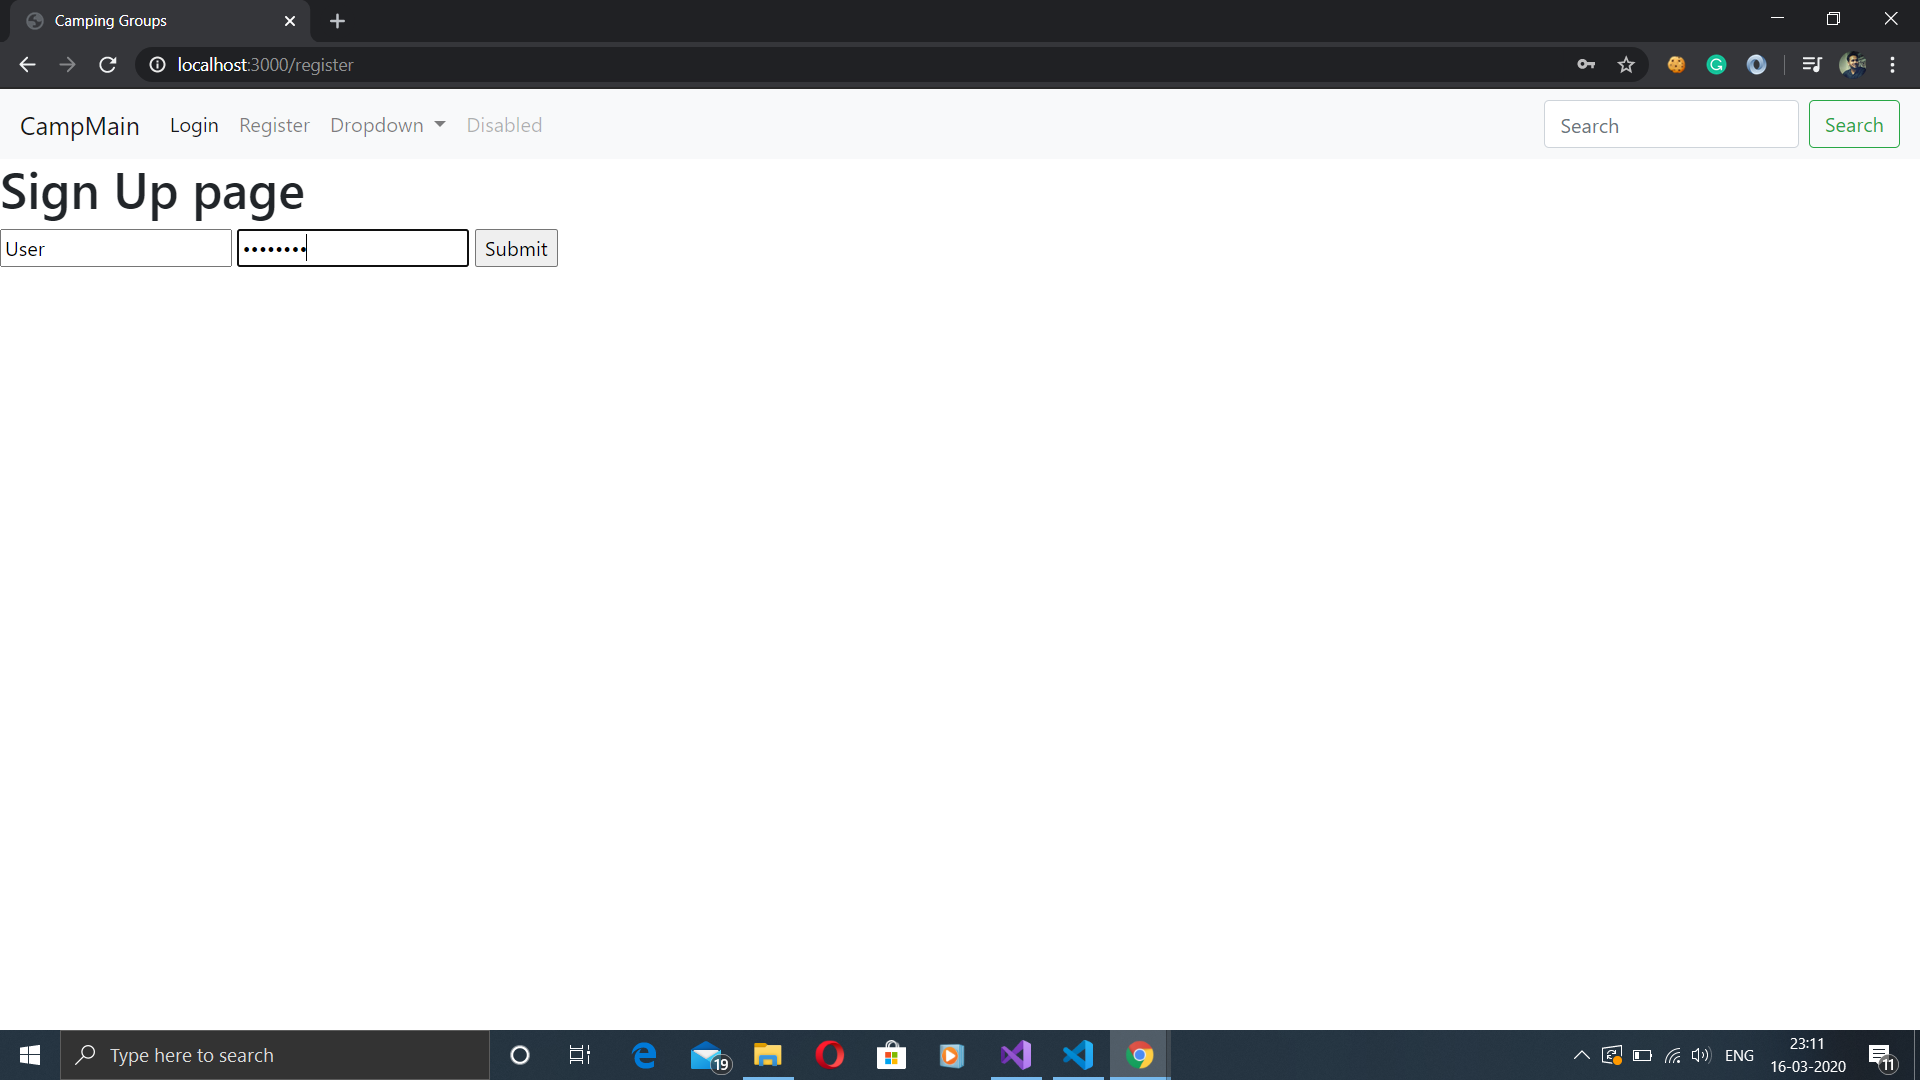 Camping Groups
localhost:3000/register
CampMain Login Register Dropdown Disabled Search Search
Sign Up page
User •••••••• Submit
Type here to search
19
ENG
23:11
16-03-2020
11